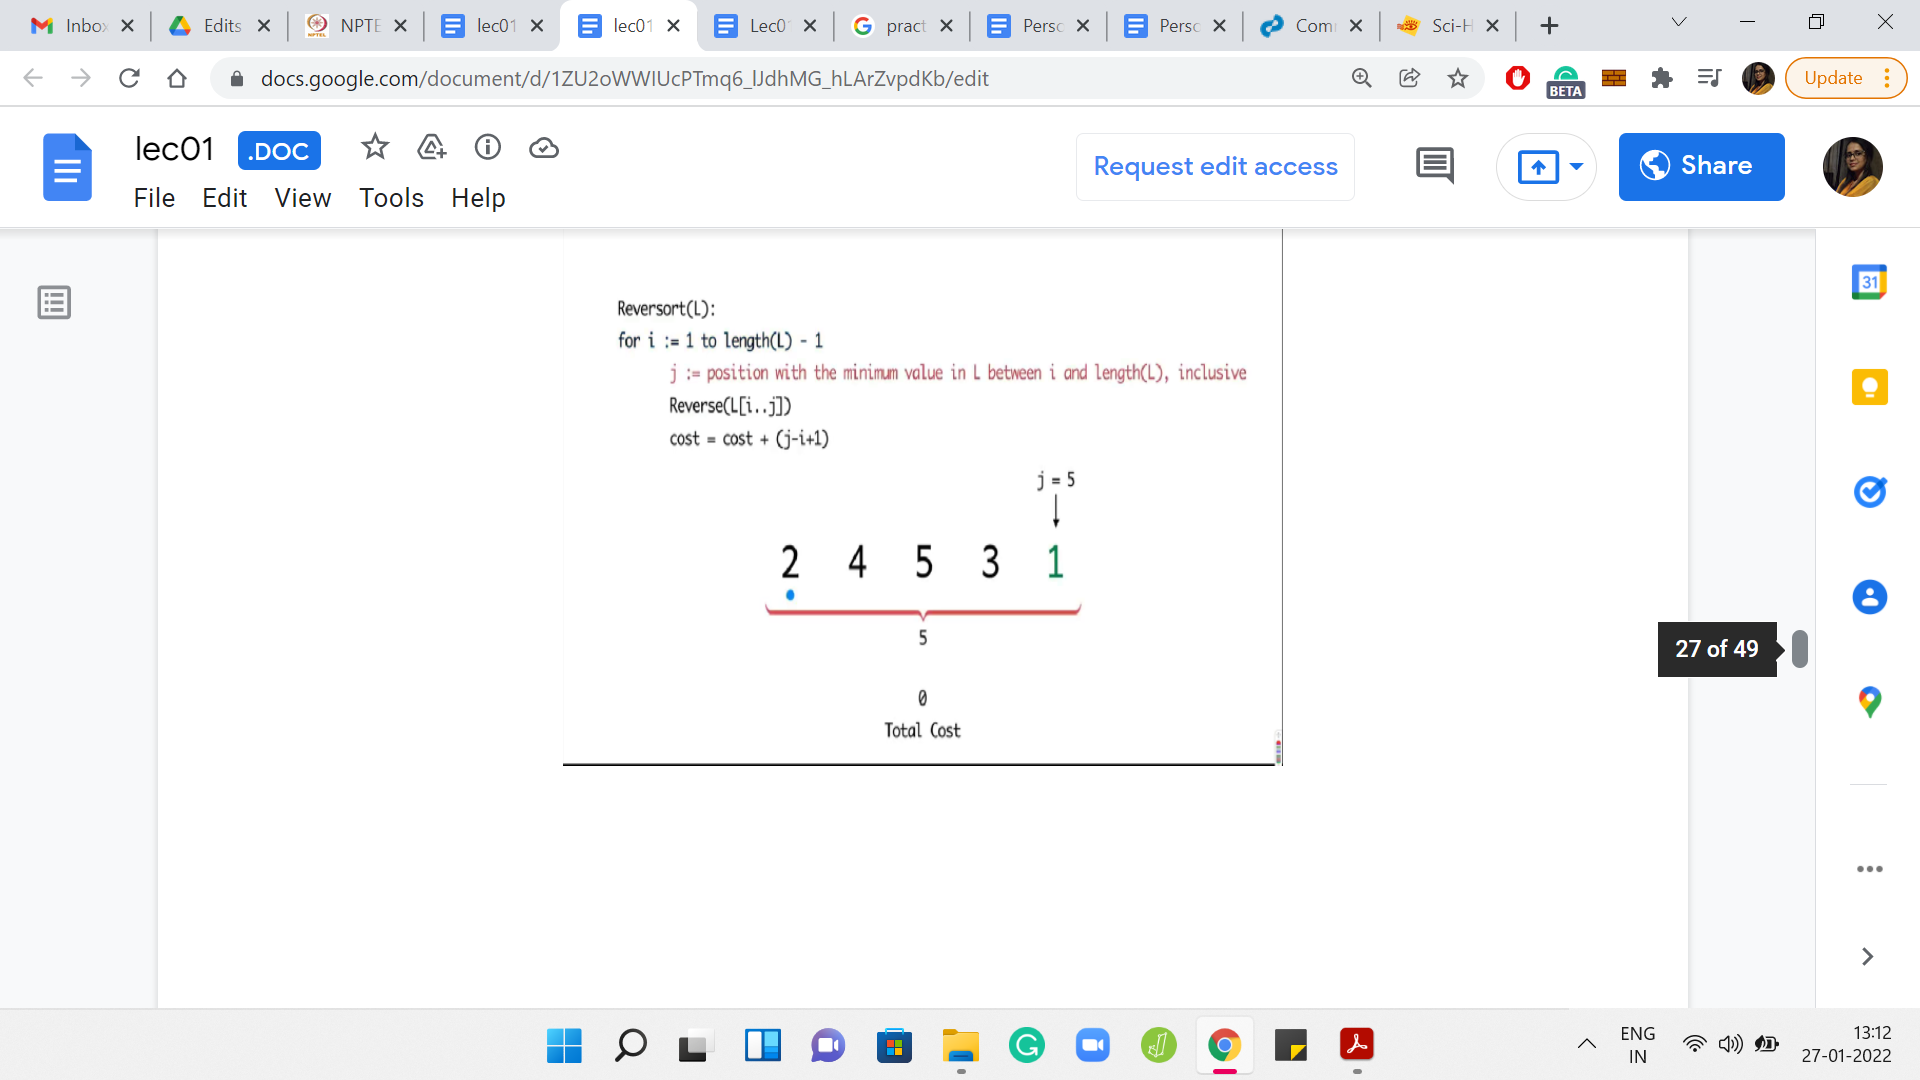 Inbox
Edits
NPTE
lec01
lec01
Lec0
pract
Perso
Perso
Com
Sci-H
docs.google.com/document/d/1ZU2oWWIUcPTmq6_lJdhMG_hLArZvpdKb/edit
BETA
Update
lec01
.DOC
File Edit View Tools Help
Request edit access
Share
31
Reversort(L):
for i := 1 to length(L) - 1
j := position with the minimum value in L between i and length(L), inclusive
Reverse(L[i..j])
cost = cost + (j-i+1)
j = 5
2 4 5 3 1
5
0
Total Cost
27 of 49
ENG
IN
13:12
27-01-2022